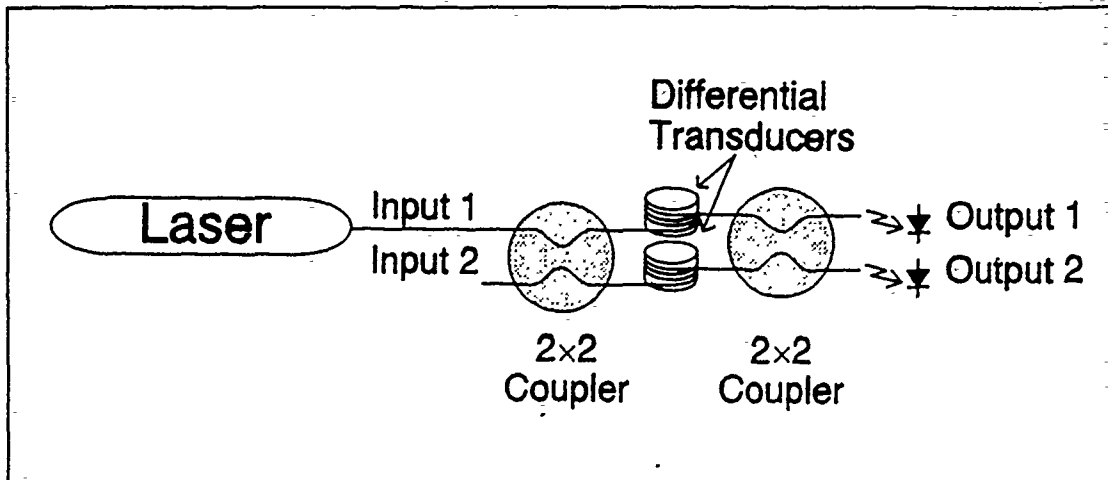 Differential
Transducers
Laser
Input 1
Input 2
Output 1
Output 2
2×2
Coupler
2×2
Coupler